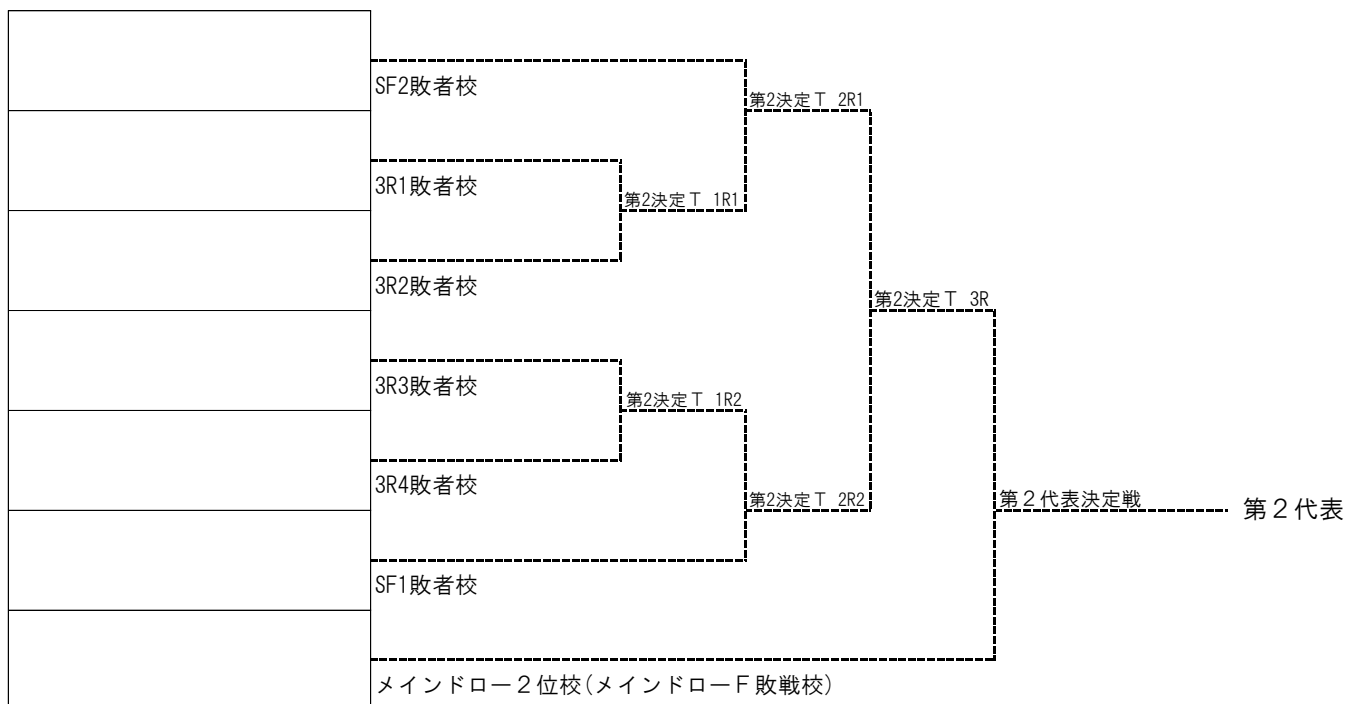 SF2敗者校
第2決定Ｔ 2R1
3R1敗者校
第2決定Ｔ 1R1
3R2敗者校
第2決定Ｔ 3R
3R3敗者校
第2決定Ｔ 1R2
3R4敗者校
第2決定Ｔ 2R2
第２代表決定戦
第２代表
SF1敗者校
メインドロー２位校(メインドローＦ敗戦校)